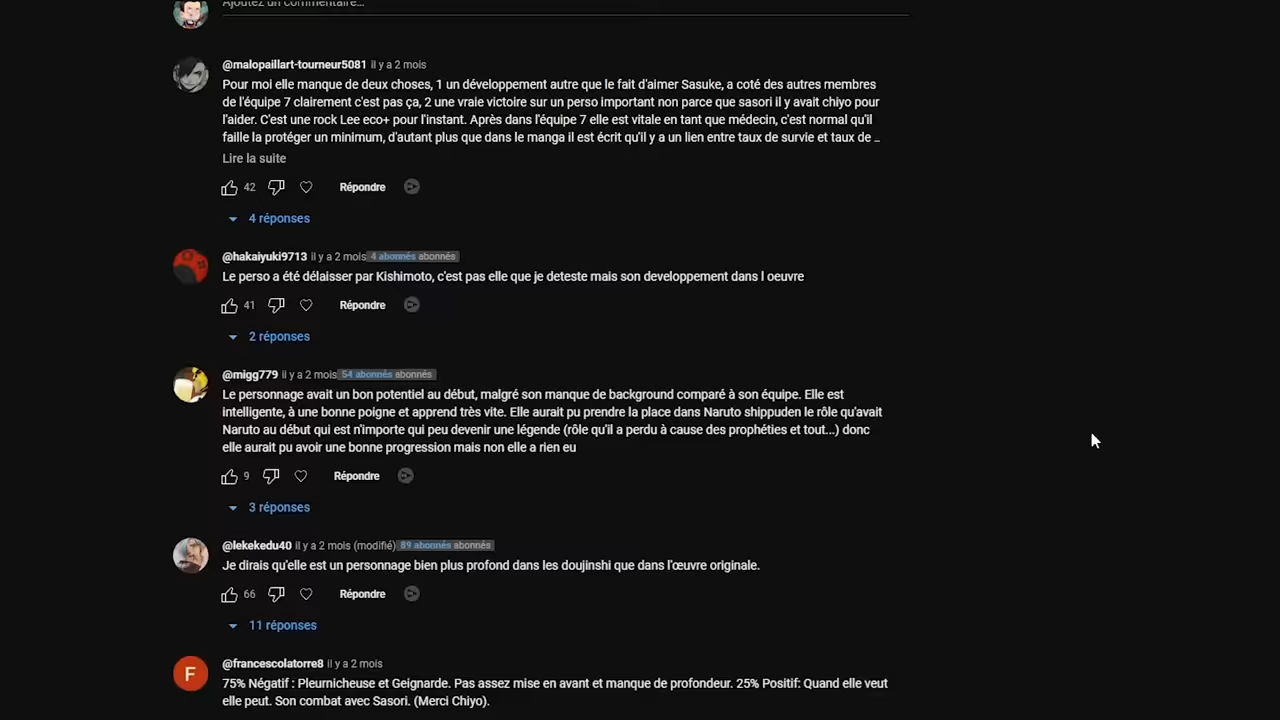 Ajoutez un commentaire...
@malopaillart-tourneur5081 il y a 2 mois
Pour moi elle manque de deux choses, 1 un développement autre que le fait d'aimer Sasuke, a coté des autres membres
de l'équipe 7 clairement c'est pas ça, 2 une vraie victoire sur un perso important non parce que sasori il y avait chiyo pour
l'aider. C'est une rock Lee eco+ pour l'instant. Après dans l'équipe 7 elle est vitale en tant que médecin, c'est normal qu'il
faille la protéger un minimum, d'autant plus que dans le manga il est écrit qu'il y a un lien entre taux de survie et taux de ...
Lire la suite
42 Répondre
4 réponses
@hakaiyuki9713 il y a 2 mois 4 abonnés abonnés
Le perso a été délaisser par Kishimoto, c'est pas elle que je deteste mais son developpement dans l oeuvre
41 Répondre
2 réponses
@migg779 il y a 2 mois 54 abonnés abonnés
Le personnage avait un bon potentiel au début, malgré son manque de background comparé à son équipe. Elle est
intelligente, à une bonne poigne et apprend très vite. Elle aurait pu prendre la place dans Naruto shippuden le rôle qu'avait
Naruto au début qui est n'importe qui peu devenir une légende (rôle qu'il a perdu à cause des prophéties et tout...) donc
elle aurait pu avoir une bonne progression mais non elle a rien eu
9 Répondre
3 réponses
@lekekedu40 il y a 2 mois (modifié) 89 abonnés abonnés
Je dirais qu'elle est un personnage bien plus profond dans les doujinshi que dans l'œuvre originale.
66 Répondre
11 réponses
F
@francescolatorre8 il y a 2 mois
75% Négatif : Pleurnicheuse et Geignarde. Pas assez mise en avant et manque de profondeur. 25% Positif: Quand elle veut
elle peut. Son combat avec Sasori. (Merci Chiyo).